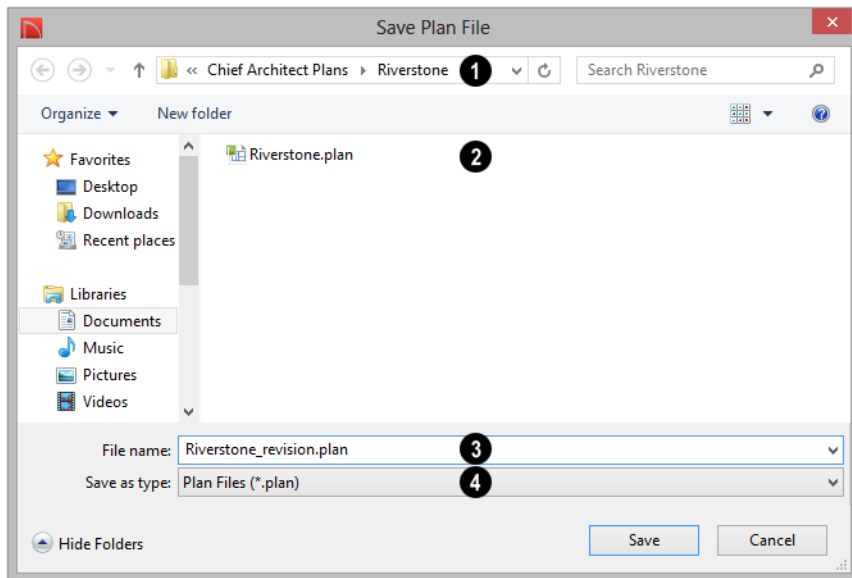 Save Plan File
« Chief Architect Plans Riverstone 1 Search Riverstone
Organize New folder
Favorites
Riverstone.plan 2
Desktop
Downloads
Recent places
Libraries
Documents
Music
Pictures
Videos
File name: Riverstone_revision.plan 3
Save as type: Plan Files (*.plan) 4
Hide Folders Save Cancel